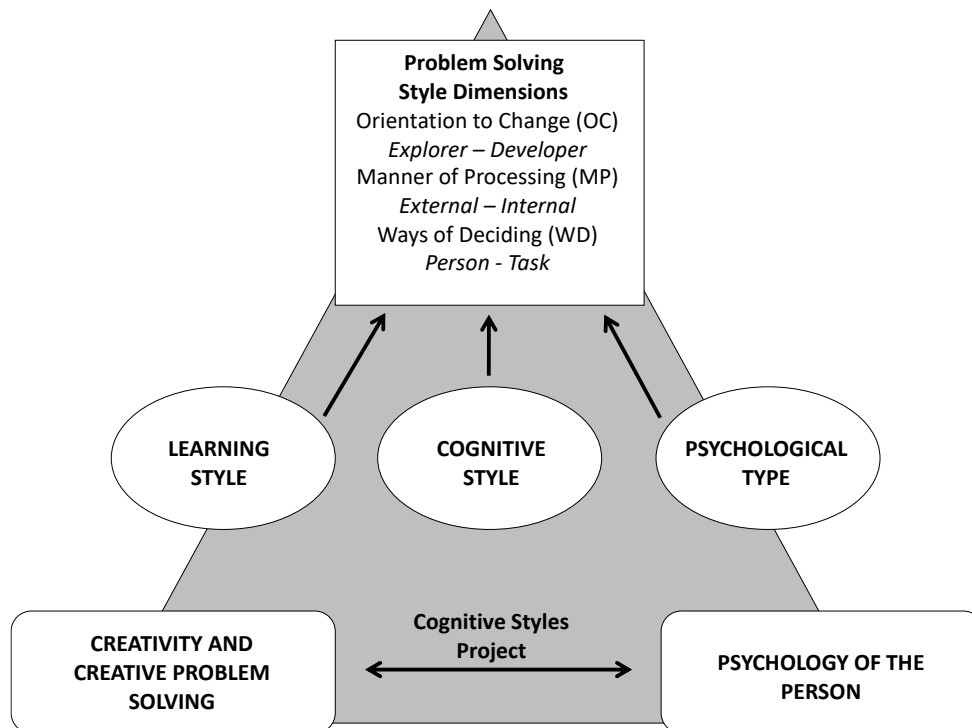 Problem Solving
Style Dimensions
Orientation to Change (OC)
Explorer – Developer
Manner of Processing (MP)
External – Internal
Ways of Deciding (WD)
Person - Task
LEARNING
STYLE
COGNITIVE
STYLE
PSYCHOLOGICAL
TYPE
Cognitive Styles
Project
CREATIVITY AND
CREATIVE PROBLEM
SOLVING
PSYCHOLOGY OF THE
PERSON